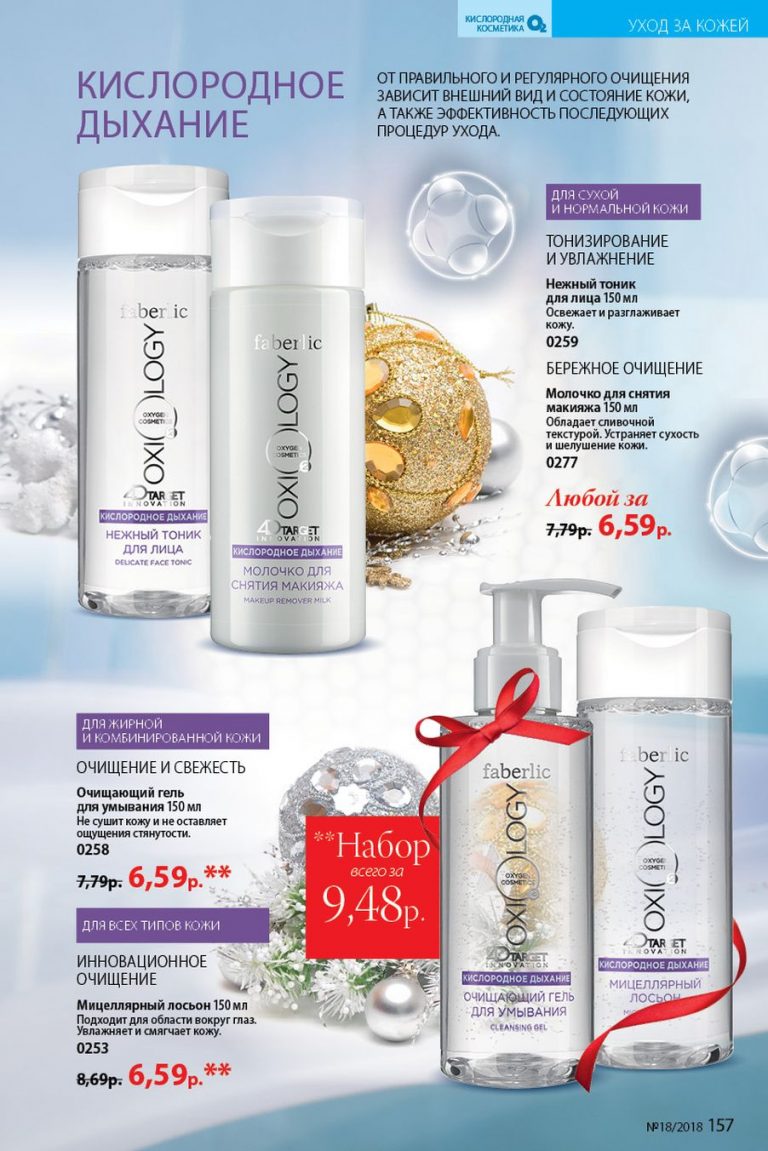 КИСЛОРОДНАЯ
КОСМЕТИКА O2
УХОД ЗА КОЖЕЙ
КИСЛОРОДНОЕ
ДЫХАНИЕ
ОТ ПРАВИЛЬНОГО И РЕГУЛЯРНОГО ОЧИЩЕНИЯ
ЗАВИСИТ ВНЕШНИЙ ВИД И СОСТОЯНИЕ КОЖИ,
А ТАКЖЕ ЭФФЕКТИВНОСТЬ ПОСЛЕДУЮЩИХ
ПРОЦЕДУР УХОДА.
faberlic
OXIOLOGY
OXYGEN
COSMETICS
4D TARGET
INNOVATION
КИСЛОРОДНОЕ ДЫХАНИЕ
НЕЖНЫЙ ТОНИК
ДЛЯ ЛИЦА
DELICATE FACE TONIC
faberlic
OXIOLOGY
OXYGEN
COSMETICS
4D TARGET
INNOVATION
КИСЛОРОДНОЕ ДЫХАНИЕ
МОЛОЧКО ДЛЯ
СНЯТИЯ МАКИЯЖА
MAKEUP REMOVER MILK
ДЛЯ СУХОЙ
И НОРМАЛЬНОЙ КОЖИ
ТОНИЗИРОВАНИЕ
И УВЛАЖНЕНИЕ
Нежный тоник
для лица 150 мл
Освежает и разглаживает
кожу.
0259
БЕРЕЖНОЕ ОЧИЩЕНИЕ
Молочко для снятия
макияжа 150 мл
Обладает сливочной
текстурой. Устраняет сухость
и шелушение кожи.
0277
Любой за
7,79р. 6,59р.
ДЛЯ ЖИРНОЙ
И КОМБИНИРОВАННОЙ КОЖИ
ОЧИЩЕНИЕ И СВЕЖЕСТЬ
Очищающий гель
для умывания 150 мл
Не сушит кожу и не оставляет
ощущения стянутости.
0258
7,79р. 6,59р.**
ДЛЯ ВСЕХ ТИПОВ КОЖИ
ИННОВАЦИОННОЕ
ОЧИЩЕНИЕ
Мицеллярный лосьон 150 мл
Подходит для области вокруг глаз.
Увлажняет и смягчает кожу.
0253
8,69р. 6,59р.**
**Набор
всего за
9,48р.
faberlic
OXIOLOGY
OXYGEN
COSMETICS
4D TARGET
INNOVATION
КИСЛОРОДНОЕ ДЫХАНИЕ
ОЧИЩАЮЩИЙ ГЕЛЬ
ДЛЯ УМЫВАНИЯ
CLEANSING GEL
faberlic
OXIOLOGY
OXYGEN
COSMETICS
4D TARGET
INNOVATION
КИСЛОРОДНОЕ ДЫХАНИЕ
МИЦЕЛЛЯРНЫЙ
ЛОСЬОН
№18/2018 157